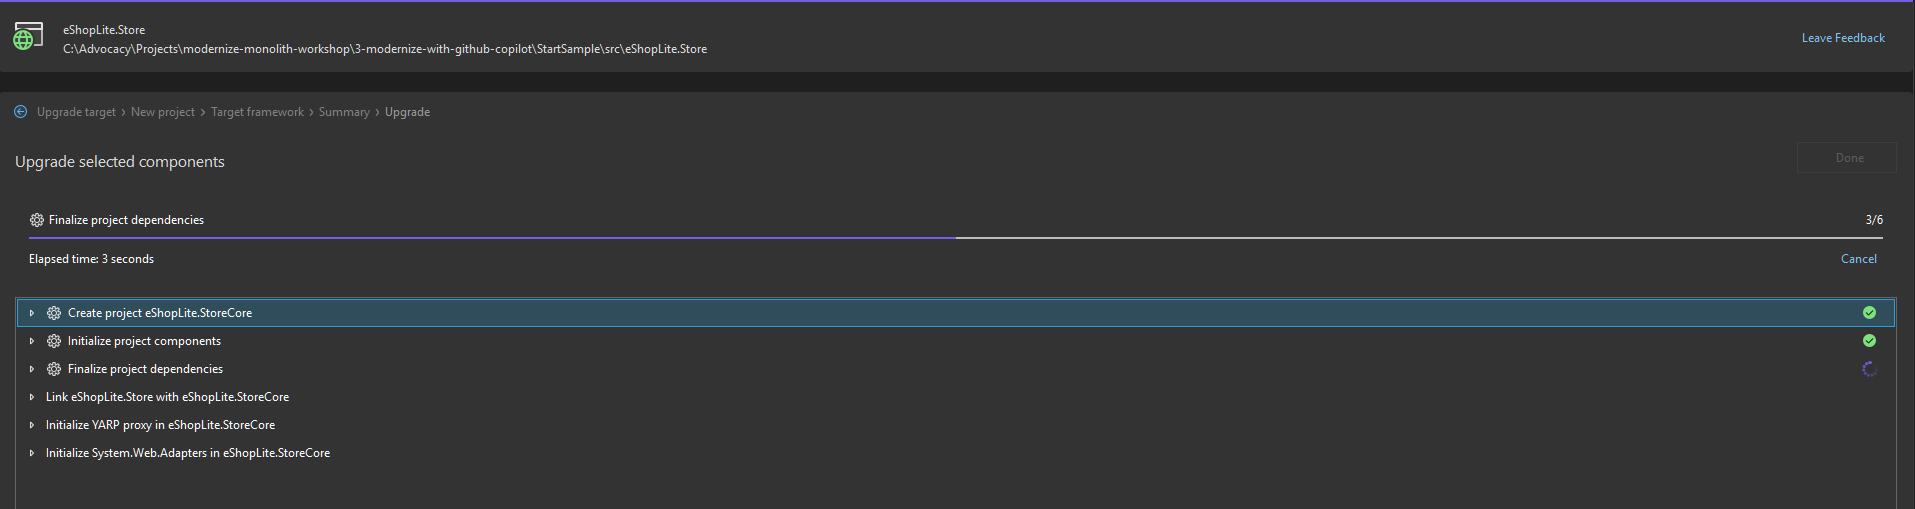 eShopLite.Store
C:\Advocacy\Projects\modernize-monolith-workshop\3-modernize-with-github-copilot\StartSample\src\eShopLite.Store
Leave Feedback
Upgrade target > New project > Target framework > Summary > Upgrade
Upgrade selected components
Done
Finalize project dependencies
3/6
Elapsed time: 3 seconds
Cancel
Create project eShopLite.StoreCore
Initialize project components
Finalize project dependencies
Link eShopLite.Store with eShopLite.StoreCore
Initialize YARP proxy in eShopLite.StoreCore
Initialize System.Web.Adapters in eShopLite.StoreCore